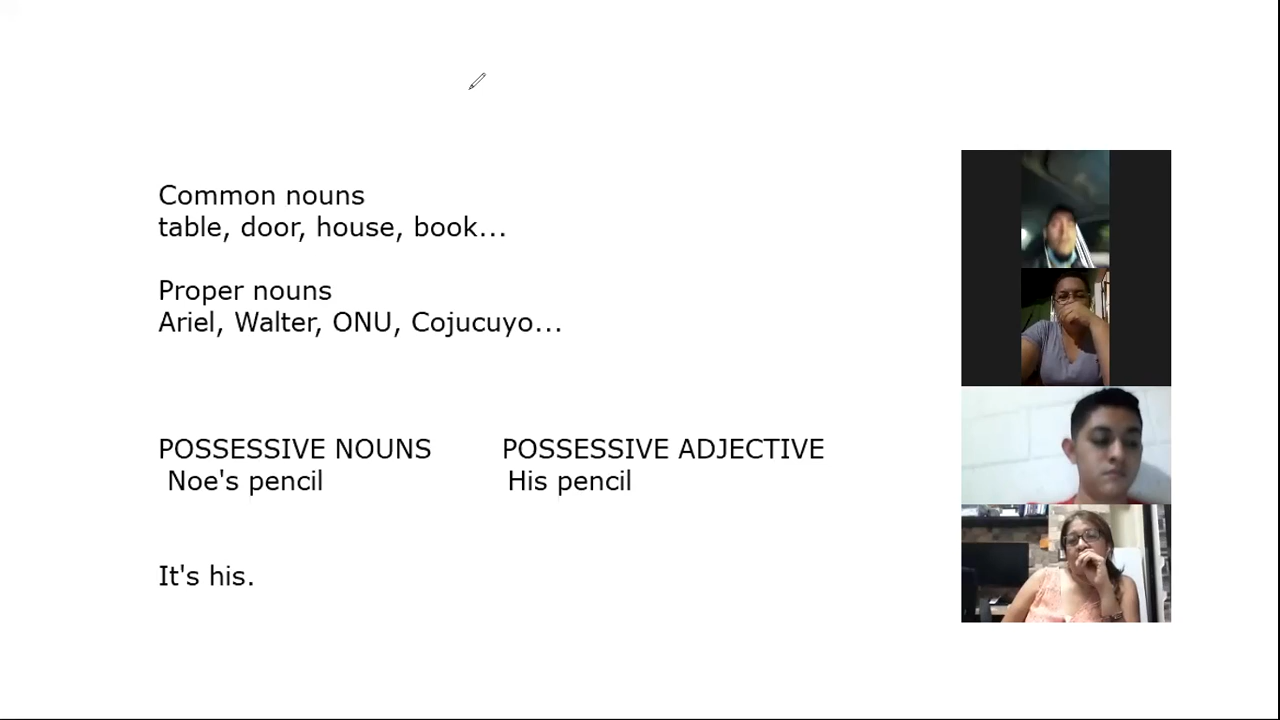 Common nouns
table, door, house, book...
Proper nouns
Ariel, Walter, ONU, Cojucuyo...
POSSESSIVE NOUNS POSSESSIVE ADJECTIVE
Noe's pencil His pencil
It's his.